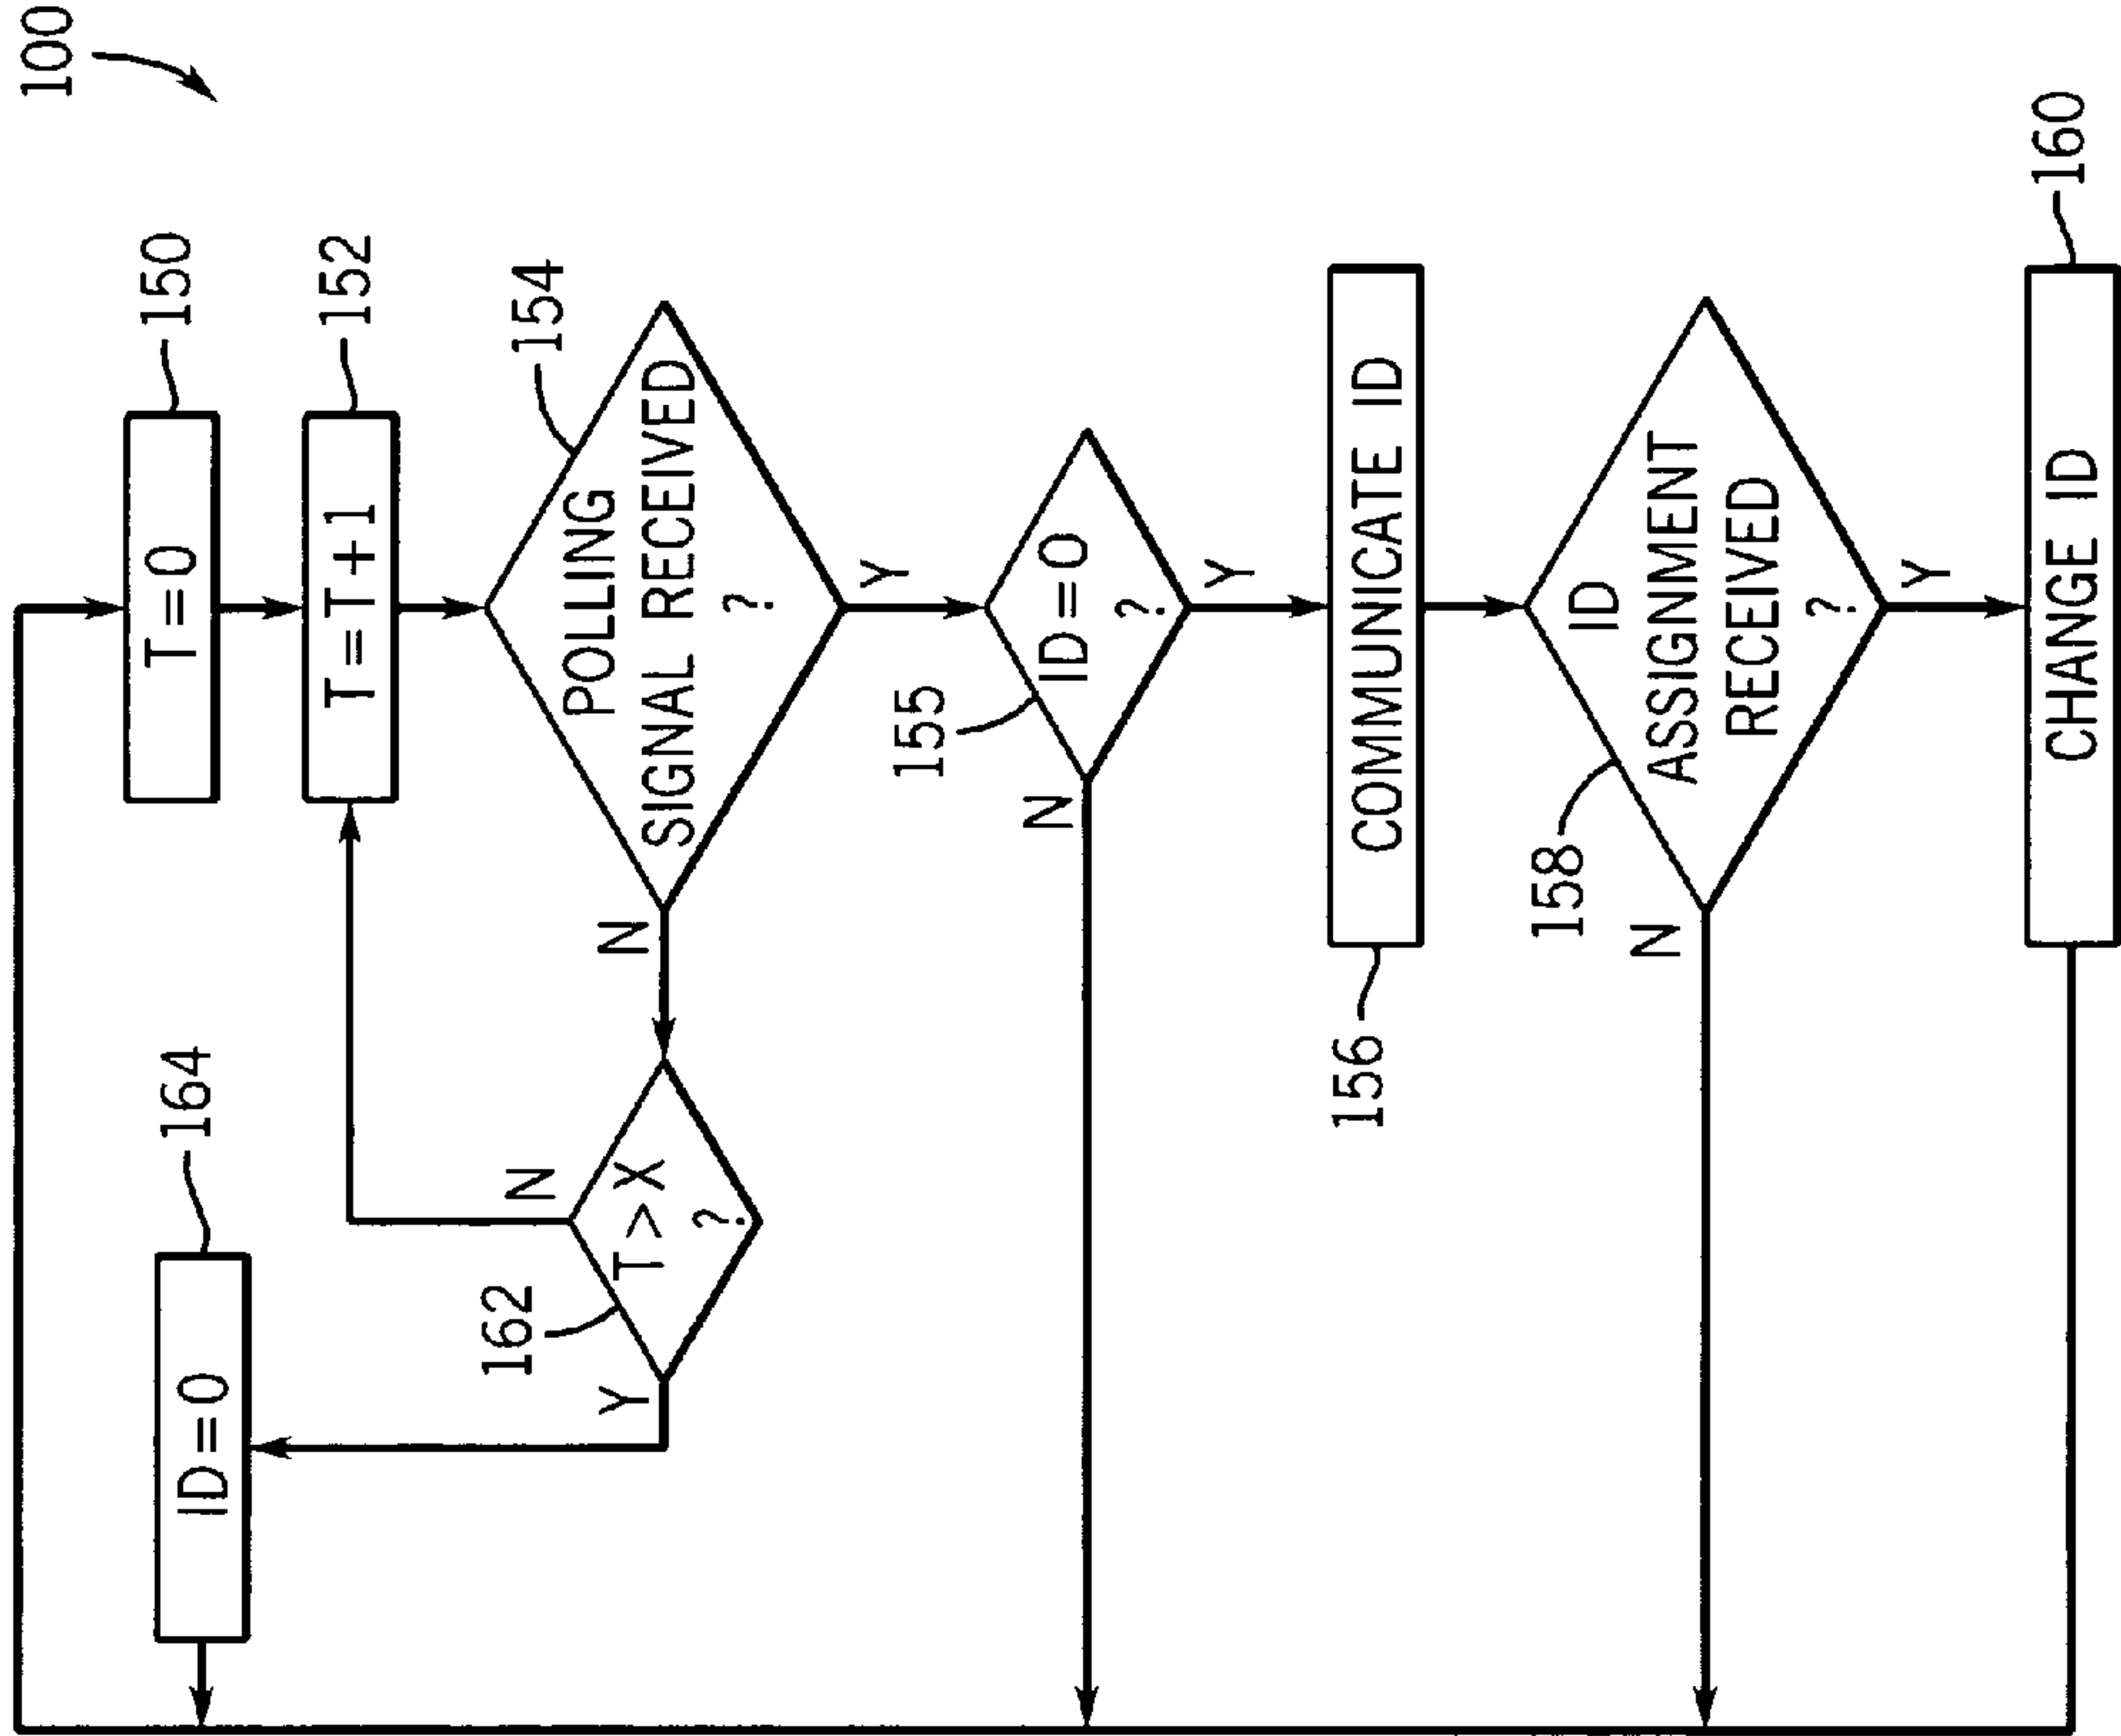 100
150
T=0
152
T=T+1
154
POLLING
SIGNAL RECEIVED
?
N
Y
162
T>X
?
N
Y
164
ID=0
155
ID=0
?
N
Y
COMMUNICATE ID
156
158
ID
ASSIGNMENT
RECEIVED
?
N
Y
160
CHANGE ID